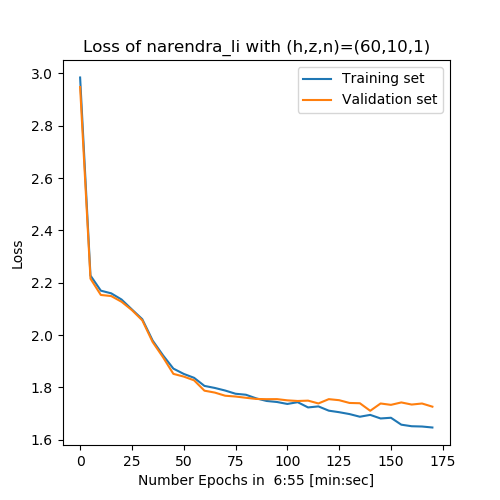 Loss of narendra_li with (h,z,n)=(60,10,1)
Training set
Validation set
3.0
2.8
2.6
2.4
2.2
2.0
1.8
1.6
Loss
0 25 50 75 100 125 150 175
Number Epochs in  6:55 [min:sec]